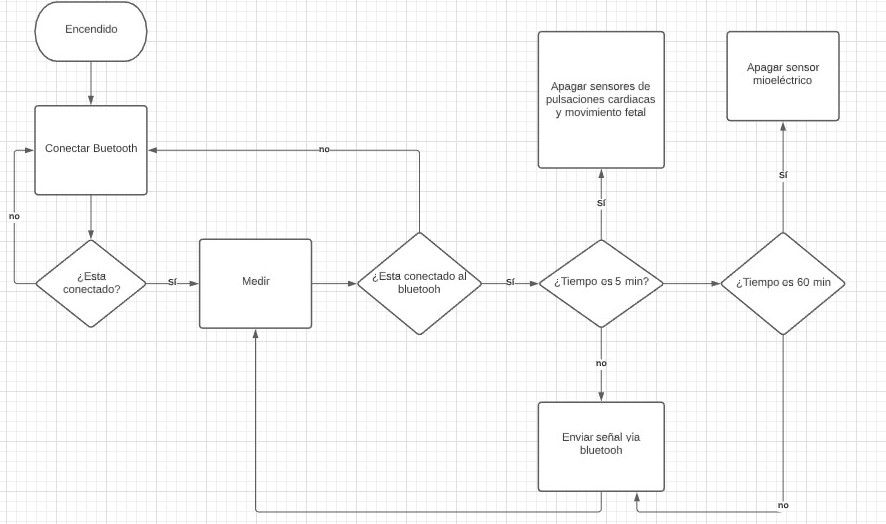 Encendido
Conectar Buetooth
no
¿Esta
conectado?
Sí
Medir
no
¿Esta conectado al
bluetooh
Sí
Apagar sensores de
pulsaciones cardiacas
y movimiento fetal
Sí
¿Tiempo es 5 min?
no
Enviar señal via
bluetooh
Apagar sensor
mioeléctrico
Sí
¿Tiempo es 60 min
no